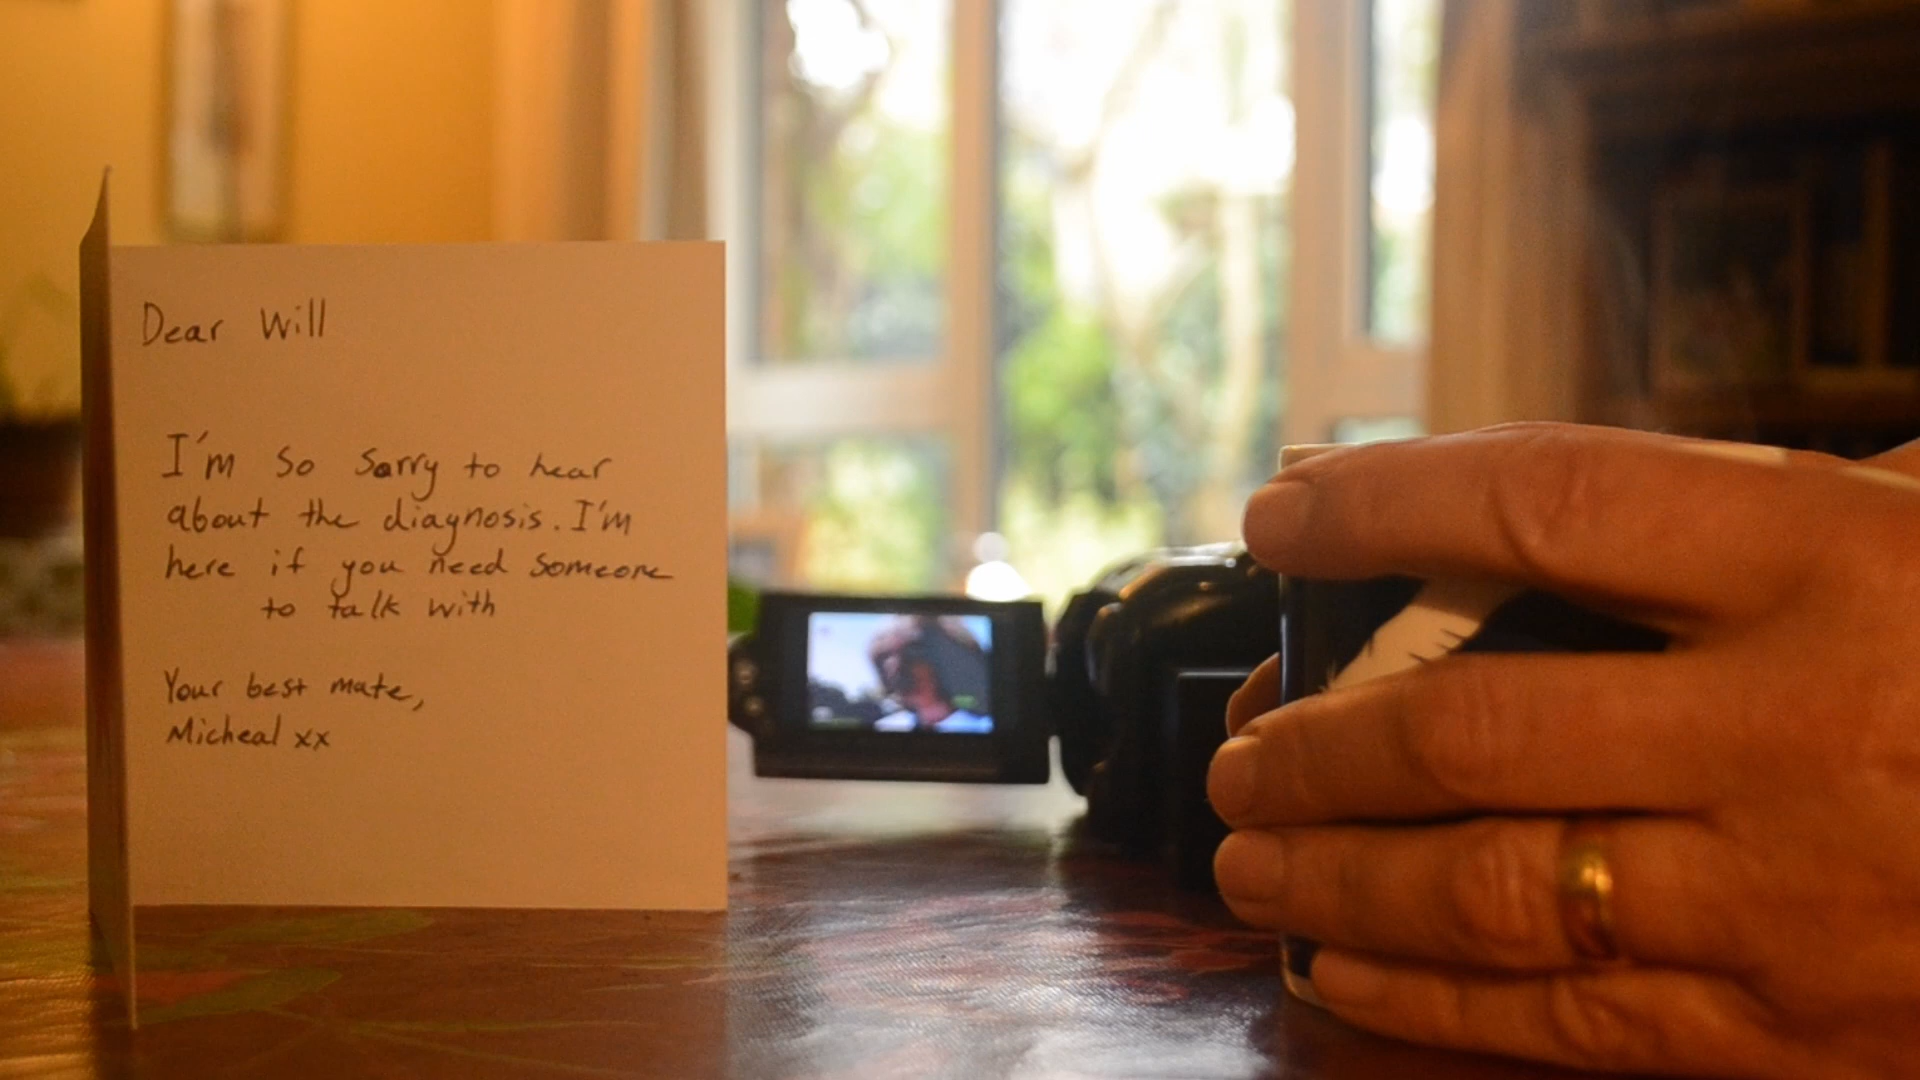 Dear Will
I'm so sorry to hear
about the diagnosis. I'm
here if you need someone
to talk with
Your best mate,
Micheal xx